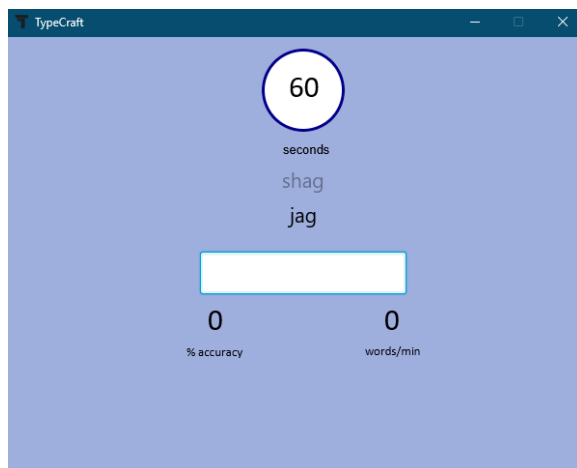 TypeCraft
60
seconds
shag
jag
0 0
% accuracy words/min